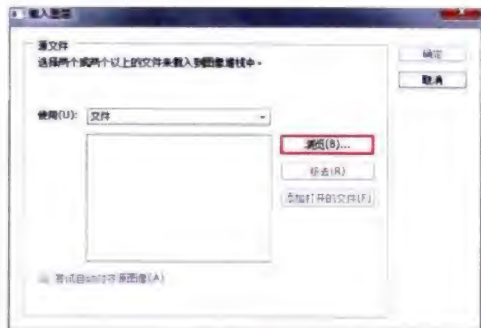 载入图层
源文件
选择两个或两个以上的文件来载入到图像堆栈中。
使用(U): 文件
浏览(B)...
移去(R)
添加打开的文件(F)
尝试自动对齐源图像(A)
确定
取消